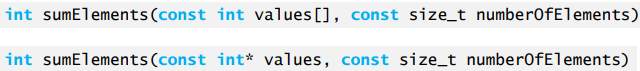 int sumElements(const int values[], const size_t numberOfElements)
int sumElements(const int* values, const size_t numberOfElements)